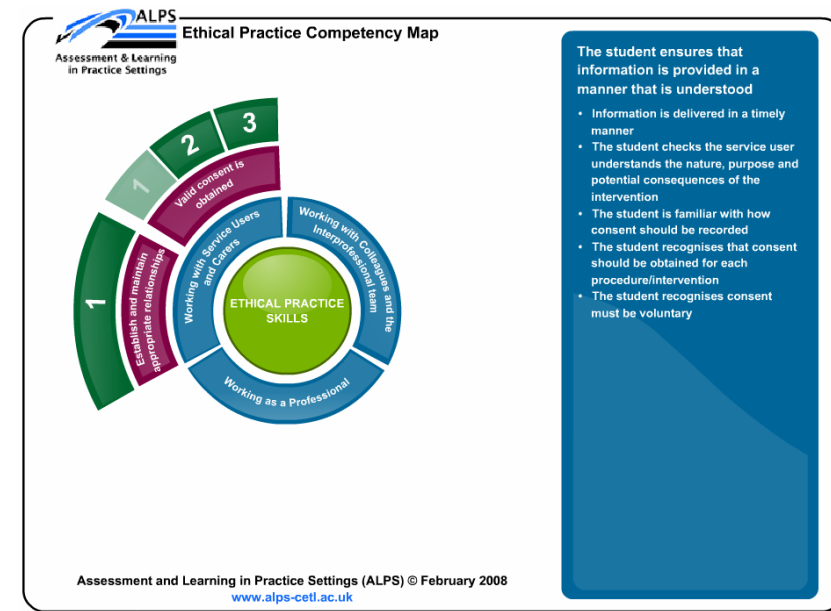 ALPS
Assessment & Learning
in Practice Settings
Ethical Practice Competency Map
1
2
3
Valid consent is
obtained
1
Establish and maintain
appropriate relationships
Working with Service Users
and Carers
Working with Colleagues and the
Interprofessional team
ETHICAL PRACTICE
SKILLS
Working as a Professional
The student ensures that
information is provided in a
manner that is understood
• Information is delivered in a timely
manner
• The student checks the service user
understands the nature, purpose and
potential consequences of the
intervention
• The student is familiar with how
consent should be recorded
• The student recognises that consent
should be obtained for each
procedure/intervention
• The student recognises consent
must be voluntary
Assessment and Learning in Practice Settings (ALPS) © February 2008
www.alps-cetl.ac.uk